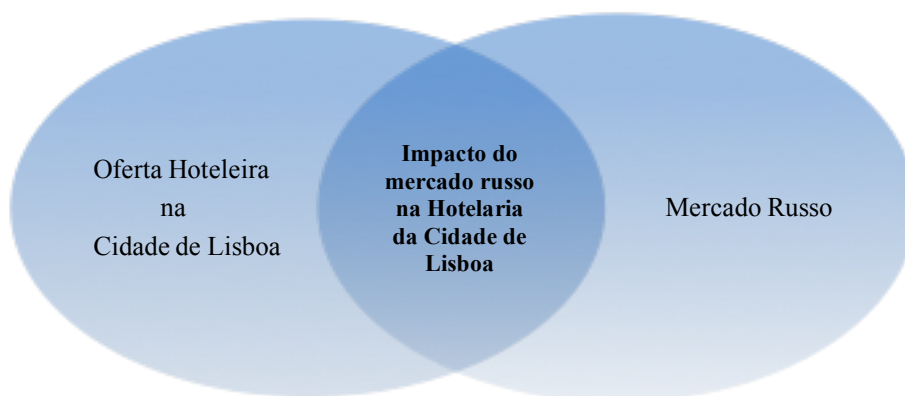 Oferta Hoteleira
na
Cidade de Lisboa
Impacto do
mercado russo
na Hotelaria
da Cidade de
Lisboa
Mercado Russo